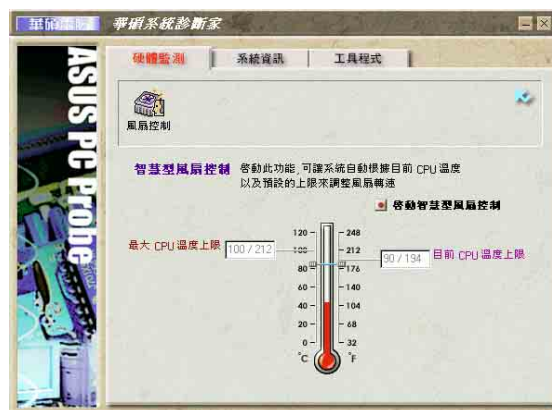 華碩電腦 華碩系統診斷家
ASUS PC Probe
硬體監測 系統資訊 工具程式
風扇控制
智慧型風扇控制 啓動此功能,可讓系統自動根據目前 CPU 溫度
以及預設的上限來調整風扇轉速
啓動智慧型風扇控制
最大 CPU 溫度上限 100 / 212
90 / 194 目前 CPU 溫度上限
120 248
100 212
80 176
60 140
40 104
20 68
0 32
°C °F